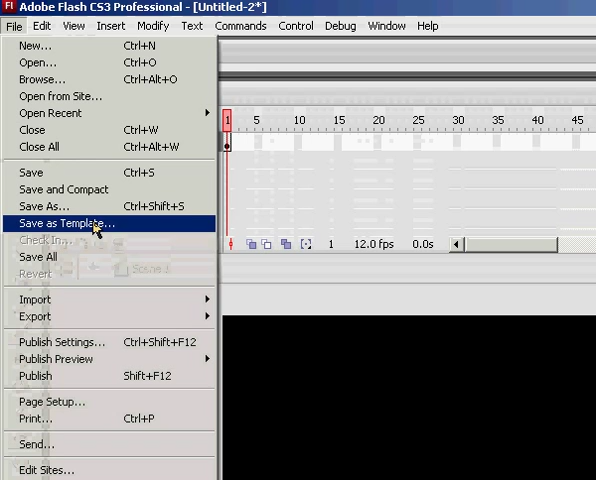 Adobe Flash CS3 Professional - [Untitled-2*]
File Edit View Insert Modify Text Commands Control Debug Window Help
New... Ctrl+N
Open... Ctrl+O
Browse... Ctrl+Alt+O
Open from Site...
Open Recent
Close Ctrl+W
Close All Ctrl+Alt+W
Save Ctrl+S
Save and Compact
Save As... Ctrl+Shift+S
Save as Template...
Check In...
Save All
Revert
Import
Export
Publish Settings... Ctrl+Shift+F12
Publish Preview
Publish Shift+F12
Page Setup...
Print... Ctrl+P
Send...
Edit Sites...
1 5 10 15 20 25 30 35 40 45
1 12.0 fps 0.0s
Scene 1